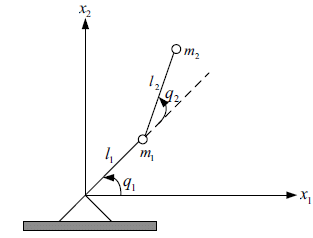 x₂
m₂
l₂
q₂
l₁
m₁
q₁
x₁